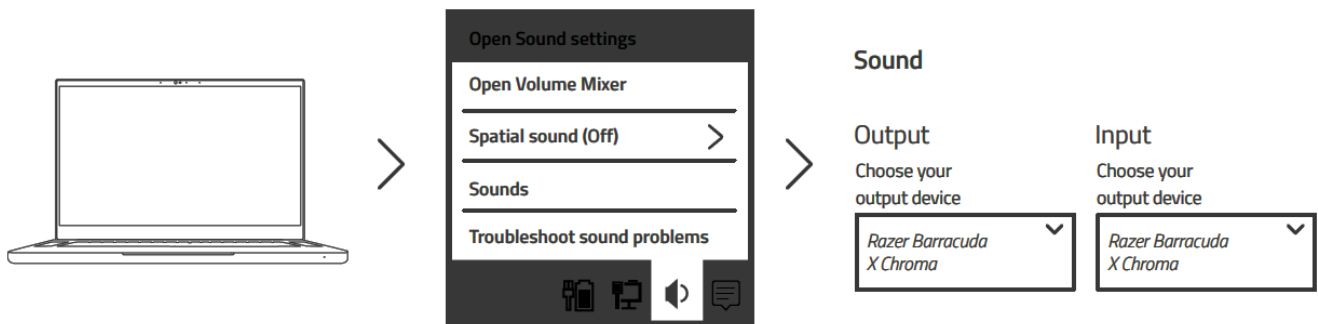 Open Sound settings
Open Volume Mixer
Spatial sound (Off)
Sounds
Troubleshoot sound problems
Sound
Output
Choose your
output device
Razer Barracuda
X Chroma
Input
Choose your
output device
Razer Barracuda
X Chroma